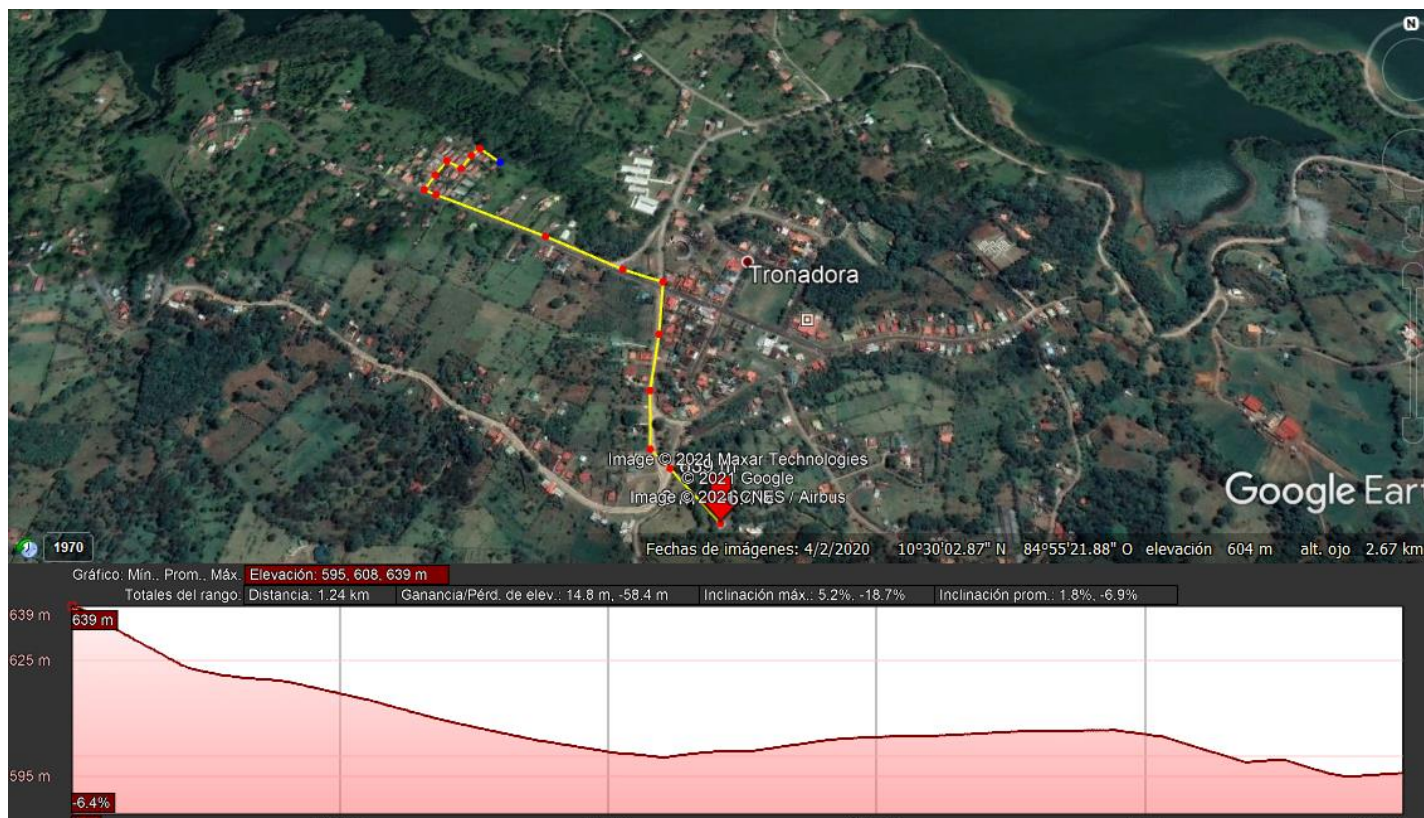 N
Tronadora
Image © 2021 Maxar Technologies
639 m
© 2021 Google
Image © 2021 CNES / Airbus
Google Eart
1970
Fechas de imágenes: 4/2/2020 10°30'02.87" N 84°55'21.88" O elevación 604 m alt. ojo 2.67 km
Gráfico: Mín., Prom., Máx. Elevación: 595, 608, 639 m
Totales del rango: Distancia: 1.24 km Ganancia/Pérd. de elev.: 14.8 m, -58.4 m Inclinación máx.: 5.2%, -18.7% Inclinación prom.: 1.8%, -6.9%
639 m
639 m
625 m
595 m
-6.4%